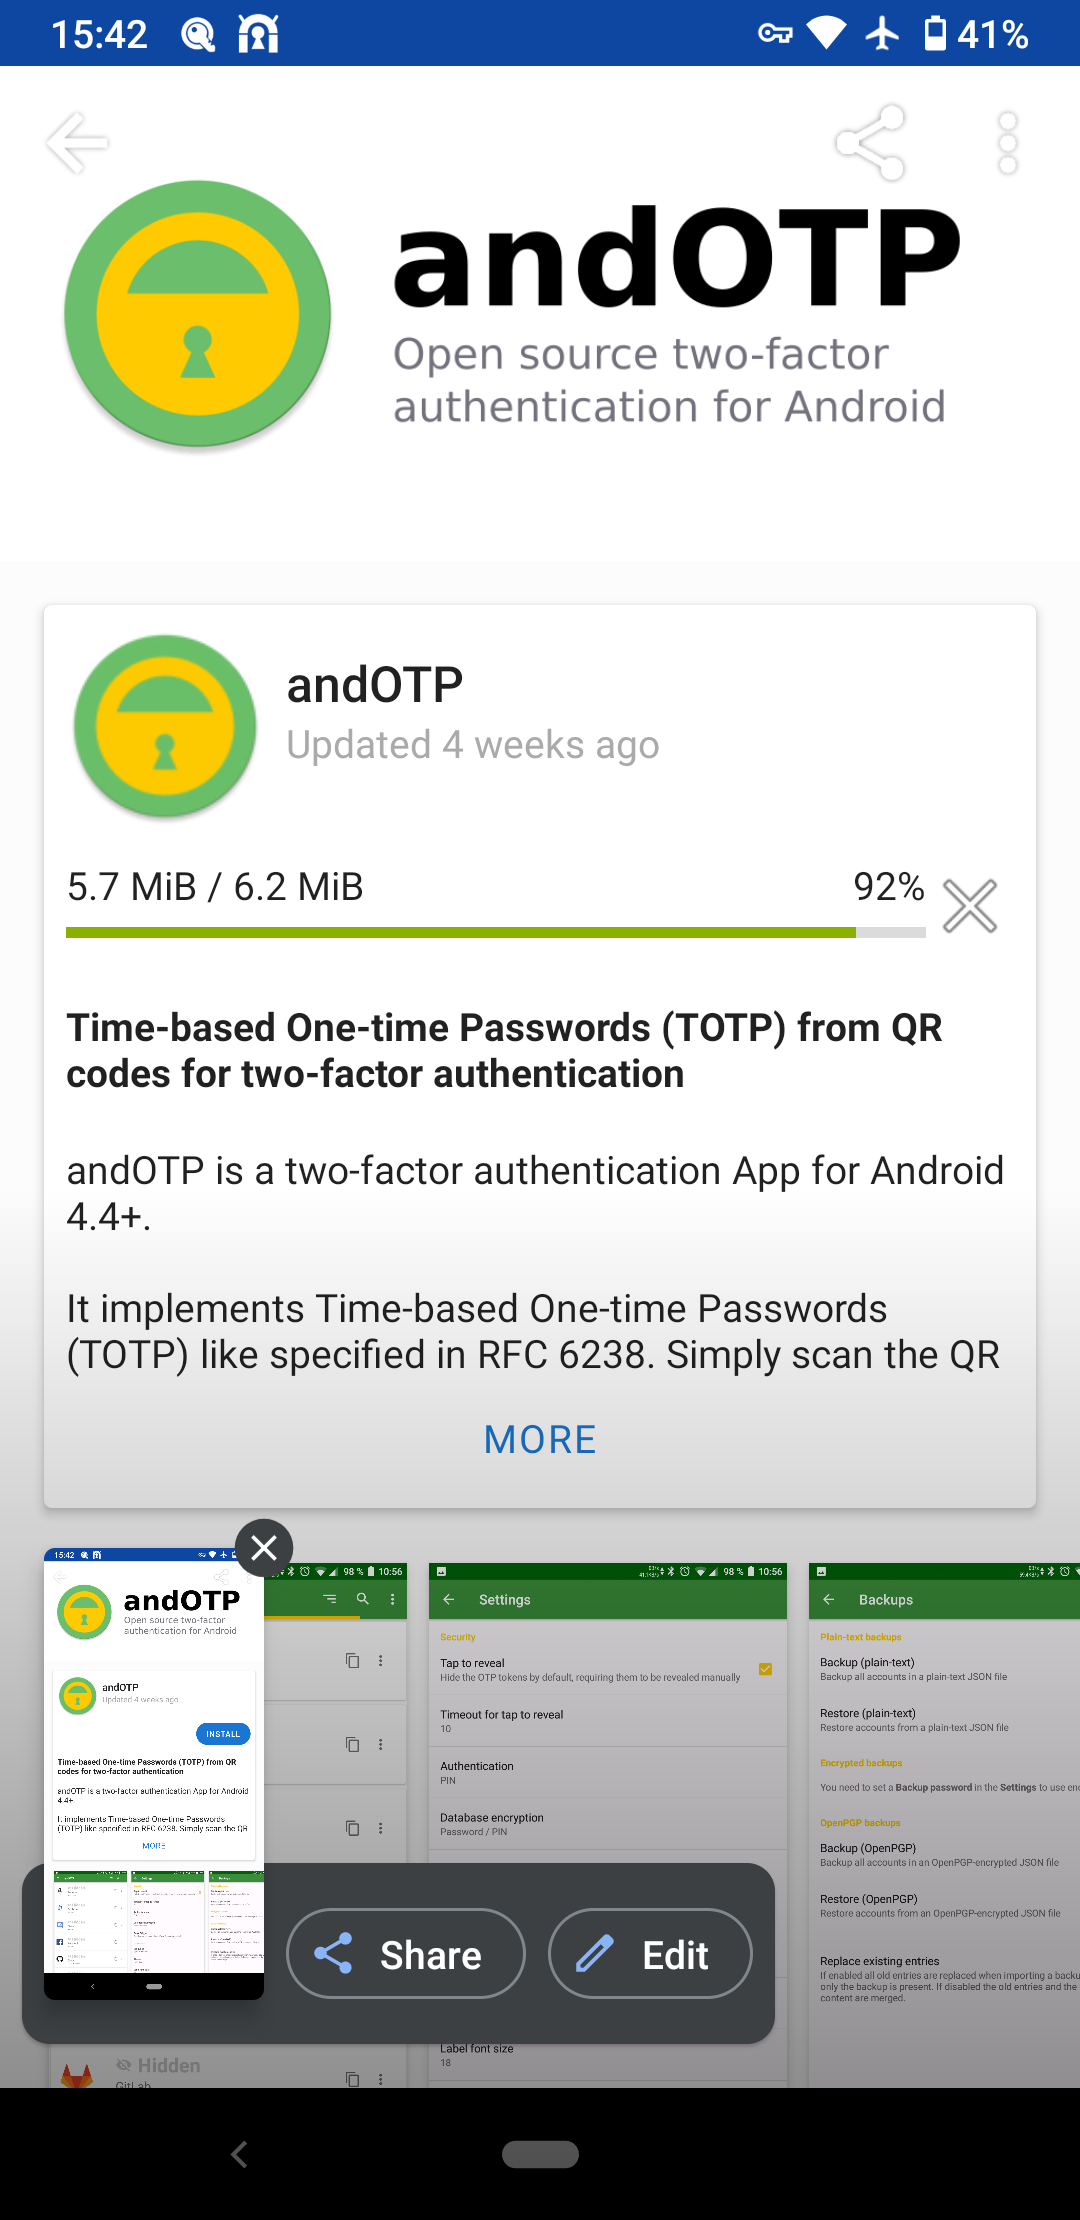 15:42
41%
andOTP
Open source two-factor
authentication for Android
andOTP
Updated 4 weeks ago
5.7 MiB / 6.2 MiB
92%
Time-based One-time Passwords (TOTP) from QR
codes for two-factor authentication
andOTP is a two-factor authentication App for Android
4.4+.
It implements Time-based One-time Passwords
(TOTP) like specified in RFC 6238. Simply scan the QR
MORE
15:42
andOTP
Open source two-factor
authentication for Android
andOTP
Updated 4 weeks ago
INSTALL
Time-based One-time Passwords (TOTP) from QR
codes for two-factor authentication
andOTP is a two-factor authentication App for Android
4.4+.
It implements Time-based One-time Passwords
(TOTP) like specified in RFC 6238. Simply scan the QR
MORE
98 % 10:56
Hidden
GitLab
98 % 10:56
Settings
Security
Tap to reveal
Hide the OTP tokens by default, requiring them to be revealed manually
Timeout for tap to reveal
10
Authentication
PIN
Database encryption
Password / PIN
Label font size
18
Backups
Plain-text backups
Backup (plain-text)
Backup all accounts in a plain-text JSON file
Restore (plain-text)
Restore accounts from a plain-text JSON file
Encrypted backups
You need to set a Backup password in the Settings to use
OpenPGP backups
Backup (OpenPGP)
Backup all accounts in an OpenPGP-encrypted JSON file
Restore (OpenPGP)
Restore accounts from an OpenPGP-encrypted JSON file
Replace existing entries
If enabled all old entries are replaced when importing a
only the backup is present. If disabled the old entries and the
content are merged.
Share
Edit